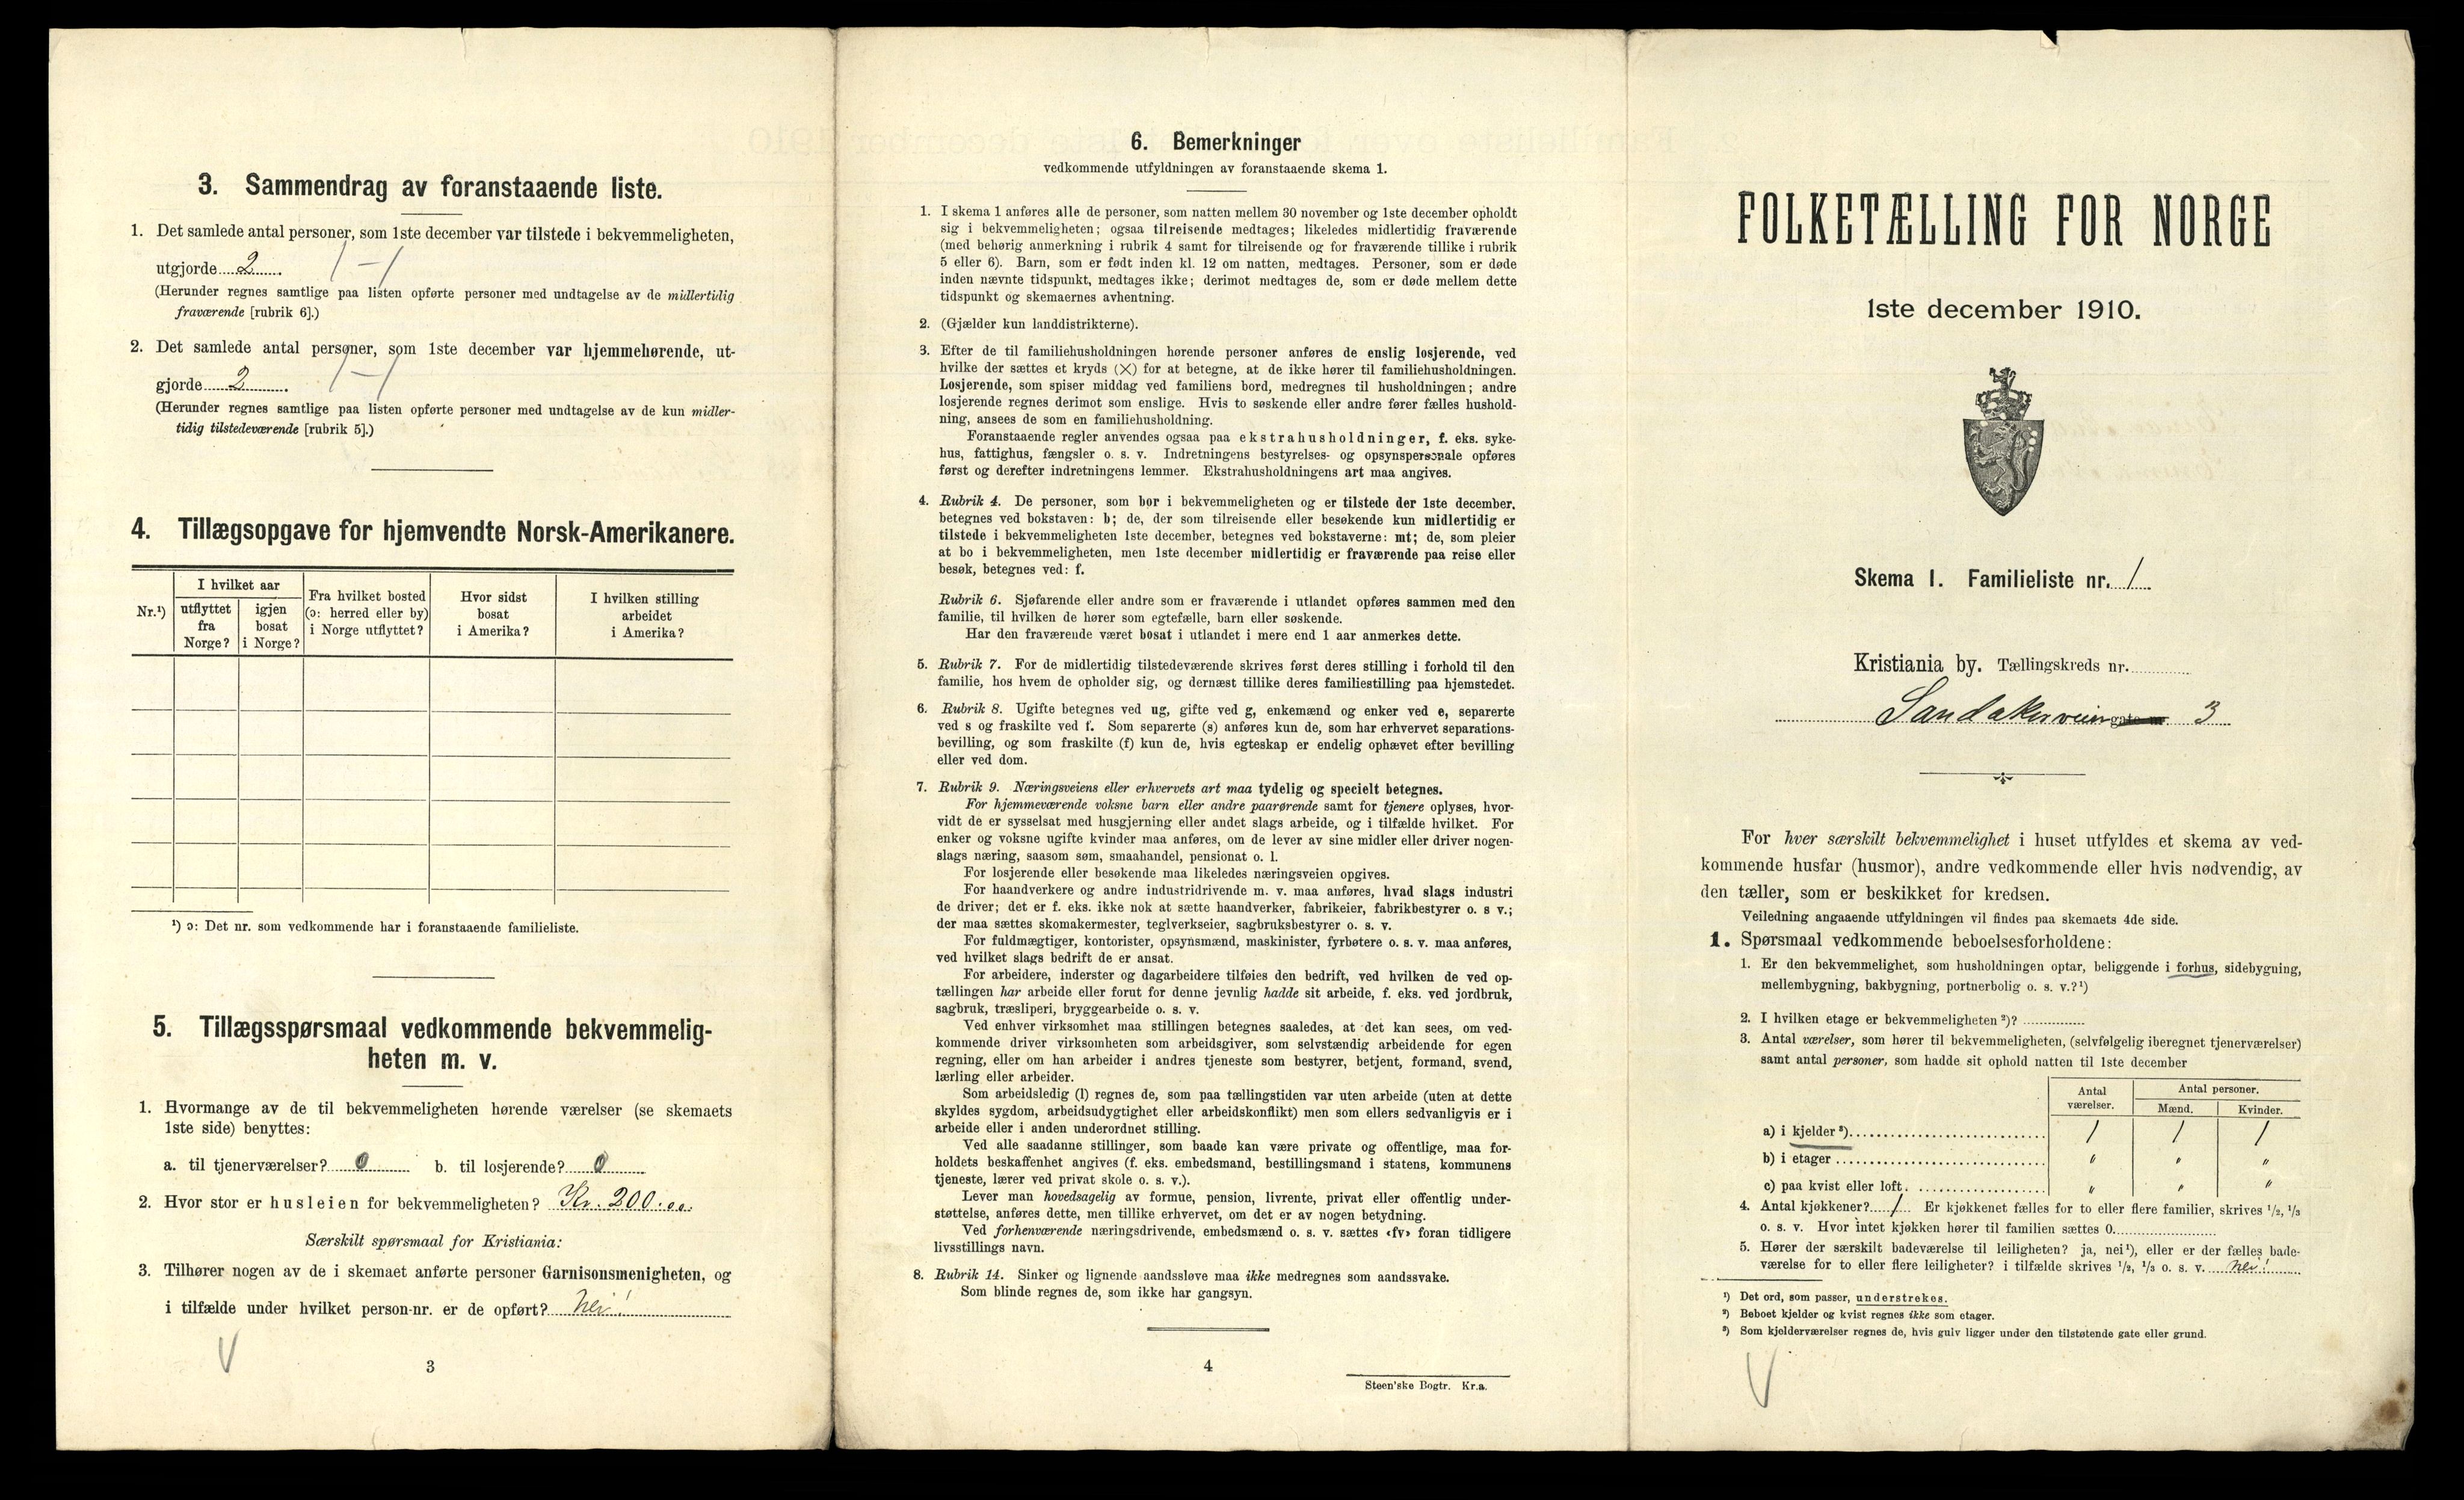 3. Sammendrag av foranstaaende liste.
1. Det samlede antal personer, som 1ste december var tilstede i bekvemmeligheten,
utgjorde 2 1 – 1
(Herunder regnes samtlige paa listen opførte personer med undtagelse av de midlertidig
fraværende [rubrik 6].)
2. Det samlede antal personer, som 1ste december var hjemmehørende, ut-
gjorde 2 1 – 1
(Herunder regnes samtlige paa listen opførte personer med undtagelse av de kun midler-
tidig tilstedeværende [rubrik 5].)
4. Tillægsopgave for hjemvendte Norsk-Amerikanere.
Nr.¹)
I hvilket aar
utflyttet
fra
Norge?
igjen
bosat
i Norge?
Fra hvilket bosted
(ɔ: herred eller by)
i Norge utflyttet?
Hvor sidst
bosat
i Amerika?
I hvilken stilling
arbeidet
i Amerika?
¹) ɔ: Det nr. som vedkommende har i foranstaaende familieliste.
5. Tillægsspørsmaal vedkommende bekvemmelig-
heten m. v.
1. Hvormange av de til bekvemmeligheten hørende værelser (se skemaets
1ste side) benyttes:
a. til tjenerværelser? 0 b. til losjerende? 0
2. Hvor stor er husleien for bekvemmeligheten? Kr. 200.00.
Særskilt spørsmaal for Kristiania:
3. Tilhører nogen av de i skemaet anførte personer Garnisonsmenigheten, og
i tilfælde under hvilket person-nr. er de opført? Nei!
3
6. Bemerkninger
vedkommende utfyldningen av foranstaaende skema 1.
1. I skema 1 anføres alle de personer, som natten mellem 30 november og 1ste december opholdt
sig i bekvemmeligheten; ogsaa tilreisende medtages; likeledes midlertidig fraværende
(med behørig anmerkning i rubrik 4 samt for tilreisende og for fraværende tillike i rubrik
5 eller 6). Barn, som er født inden kl. 12 om natten, medtages. Personer, som er døde
inden nævnte tidspunkt, medtages ikke; derimot medtages de, som er døde mellem dette
tidspunkt og skemaernes avhentning.
2. (Gjælder kun landdistrikterne).
3. Efter de til familiehusholdningen hørende personer anføres de enslig losjerende, ved
hvilke der sættes et kryds (×) for at betegne, at de ikke hører til familiehusholdningen.
Losjerende, som spiser middag ved familiens bord, medregnes til husholdningen; andre
losjerende regnes derimot som enslige. Hvis to søskende eller andre fører fælles hushold-
ning, ansees de som en familiehusholdning.
Foranstaaende regler anvendes ogsaa paa ekstrahusholdninger, f. eks. syke-
hus, fattighus, fængsler o. s. v. Indretningens bestyrelses- og opsynspersonale opføres
først og derefter indretningens lemmer. Ekstrahusholdningens art maa angives.
4. Rubrik 4. De personer, som bor i bekvemmeligheten og er tilstede der 1ste december,
betegnes ved bokstaven: b; de, der som tilreisende eller besøkende kun midlertidig er
tilstede i bekvemmeligheten 1ste december, betegnes ved bokstaverne: mt; de, som pleier
at bo i bekvemmeligheten, men 1ste december midlertidig er fraværende paa reise eller
besøk, betegnes ved: f.
Rubrik 6. Sjøfarende eller andre som er fraværende i utlandet opføres sammen med den
familie, til hvilken de hører som egtefælle, barn eller søskende.
Har den fraværende været bosat i utlandet i mere end 1 aar anmerkes dette.
5. Rubrik 7. For de midlertidig tilstedeværende skrives først deres stilling i forhold til den
familie, hos hvem de opholder sig, og dernæst tillike deres familiestilling paa hjemstedet.
6. Rubrik 8. Ugifte betegnes ved ug, gifte ved g, enkemænd og enker ved e, separerte
ved s og fraskilte ved f. Som separerte (s) anføres kun de, som har erhvervet separations-
bevilling, og som fraskilte (f) kun de, hvis egteskap er endelig ophævet efter bevilling
eller ved dom.
7. Rubrik 9. Næringsveiens eller erhvervets art maa tydelig og specielt betegnes.
For hjemmeværende voksne barn eller andre paarørende samt for tjenere oplyses, hvor-
vidt de er sysselsat med husgjerning eller andet slags arbeide, og i tilfælde hvilket. For
enker og voksne ugifte kvinder maa anføres, om de lever av sine midler eller driver nogen-
slags næring, saasom søm, smaahandel, pensionat o. l.
For losjerende eller besøkende maa likeledes næringsveien opgives.
For haandverkere og andre industridrivende m. v. maa anføres, hvad slags industri
de driver; det er f. eks. ikke nok at sætte haandverker, fabrikeier, fabrikbestyrer o. s v.;
der maa sættes skomakermester, teglverkseier, sagbruksbestyrer o. s. v.
For fuldmægtiger, kontorister, opsynsmænd, maskinister, fyrbøtere o. s. v. maa anføres,
ved hvilket slags bedrift de er ansat.
For arbeidere, inderster og dagarbeidere tilføies den bedrift, ved hvilken de ved op-
tællingen har arbeide eller forut for denne jevnlig hadde sit arbeide, f. eks. ved jordbruk,
sagbruk, træsliperi, bryggearbeide o. s. v.
Ved enhver virksomhet maa stillingen betegnes saaledes, at det kan sees, om ved-
kommende driver virksomheten som arbeidsgiver, som selvstændig arbeidende for egen
regning, eller om han arbeider i andres tjeneste som bestyrer, betjent, formand, svend,
lærling eller arbeider.
Som arbeidsledig (l) regnes de, som paa tællingstiden var uten arbeide (uten at dette
skyldes sygdom, arbeidsudygtighet eller arbeidskonflikt) men som ellers sedvanligvis er i
arbeide eller i anden underordnet stilling.
Ved alle saadanne stillinger, som baade kan være private og offentlige, maa for-
holdets beskaffenhet angives (f. eks. embedsmand, bestillingsmand i statens, kommunens
tjeneste, lærer ved privat skole o. s. v.).
Lever man hovedsagelig av formue, pension, livrente, privat eller offentlig under-
støttelse, anføres dette, men tillike erhvervet, om det er av nogen betydning.
Ved forhenværende næringsdrivende, embedsmænd o. s. v. sættes «fv» foran tidligere
livsstillings navn.
8. Rubrik 14. Sinker og lignende aandssløve maa ikke medregnes som aandssvake.
Som blinde regnes de, som ikke har gangsyn.
4
Steen'ske Bogtr. Kr.a.
FOLKETÆLLING FOR NORGE
1ste december 1910.
Skema 1. Familieliste nr. 1
Kristiania by. Tællingskreds nr.
Sandakerveien gate nr 3
For hver særskilt bekvemmelighet i huset utfyldes et skema av ved-
kommende husfar (husmor), andre vedkommende eller hvis nødvendig, av
den tæller, som er beskikket for kredsen.
Veiledning angaaende utfyldningen vil findes paa skemaets 4de side.
1. Spørsmaal vedkommende beboelsesforholdene:
1. Er den bekvemmelighet, som husholdningen optar, beliggende i forhus, sidebygning,
mellembygning, bakbygning, portnerbolig o. s. v.?¹)
2. I hvilken etage er bekvemmeligheten ²)?
3. Antal værelser, som hører til bekvemmeligheten, (selvfølgelig iberegnet tjenerværelser)
samt antal personer, som hadde sit ophold natten til 1ste december
Antal
værelser.
Antal personer.
Mænd. Kvinder.
a) i kjelder ³) 1 1 1
b) i etager " " "
c) paa kvist eller loft. " " "
4. Antal kjøkkener? 1 Er kjøkkenet fælles for to eller flere familier, skrives 1/2, 1/3
o. s. v. Hvor intet kjøkken hører til familien sættes 0.
5. Hører der særskilt badeværelse til leiligheten? ja, nei¹), eller er der fælles bade-
værelse for to eller flere leiligheter? i tilfælde skrives 1/2, 1/3 o. s. v. Nei!
¹) Det ord, som passer, understrekes.
²) Beboet kjelder og kvist regnes ikke som etager.
³) Som kjelderværelser regnes de, hvis gulv ligger under den tilstøtende gate eller grund.